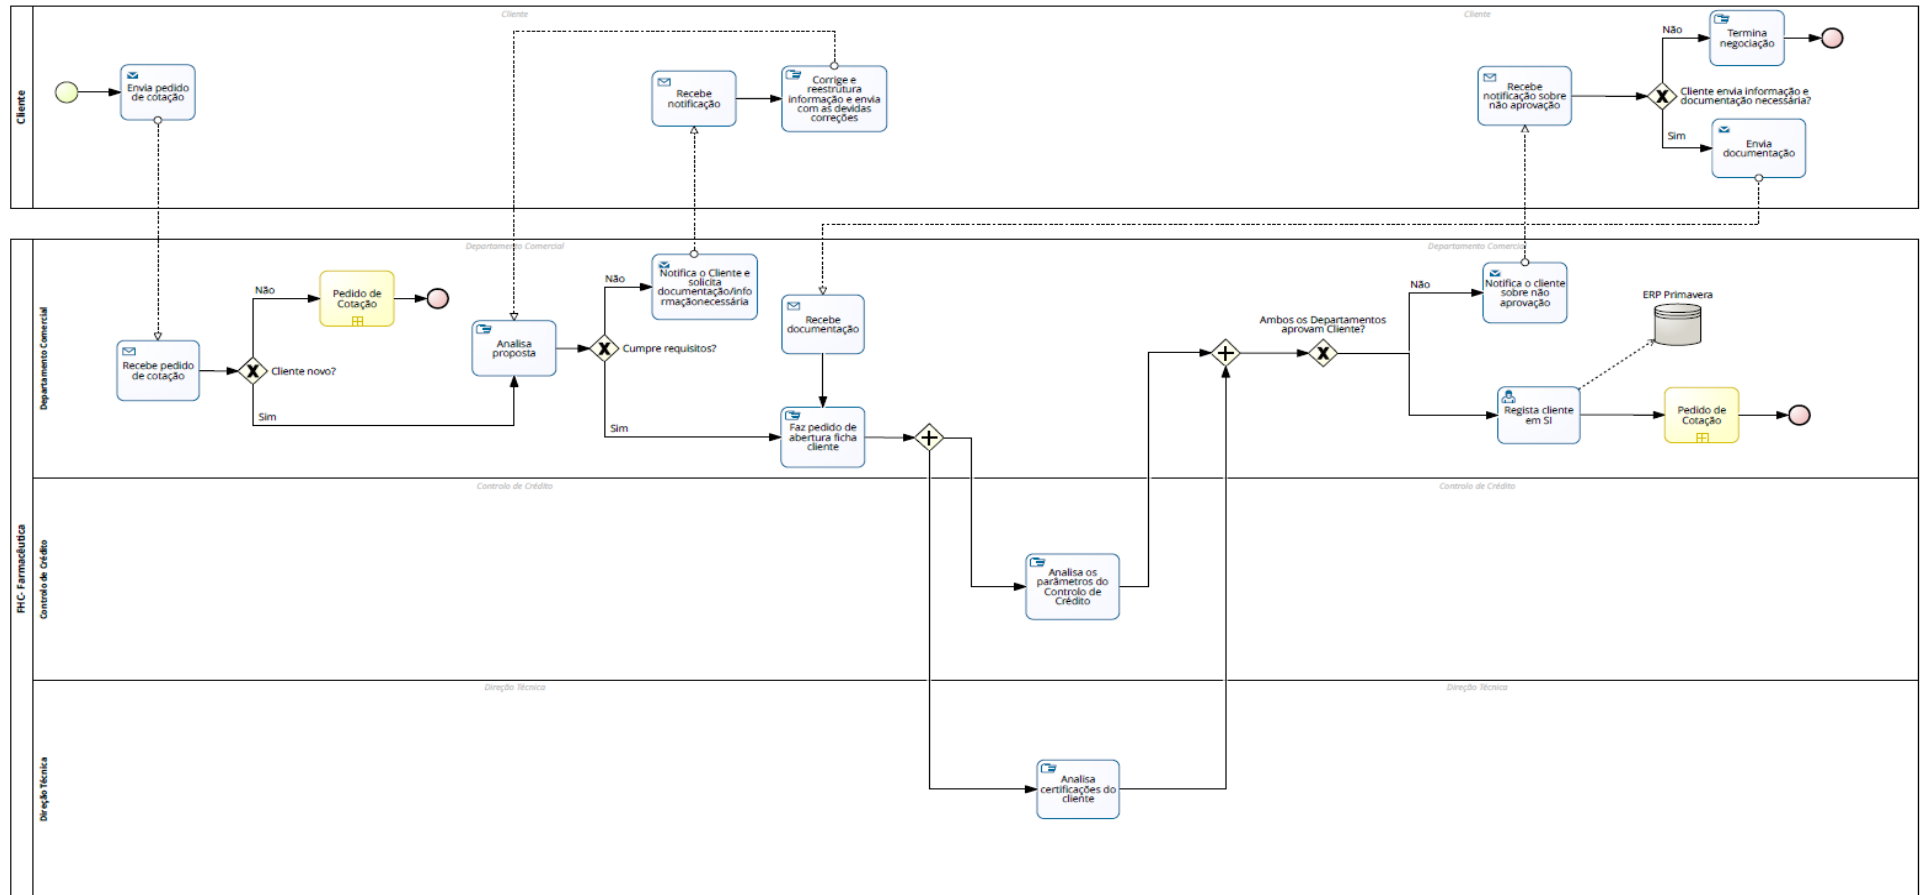 Cliente
Cliente
Cliente
Envia pedido
de cotação
Recebe
notificação
Corrige e
reestrutura
informação e envia
com as devidas
correções
Recebe
notificação sobre
não aprovação
Não
Termina
negociação
Cliente envia informação e
documentação necessária?
Sim
Envia
documentação
FHC- Farmacêutica
Departamento Comercial
Departamento Comercial
Departamento Comercial
Recebe pedido
de cotação
Cliente novo?
Não
Pedido de
Cotação
Sim
Analisa
proposta
Cumpre requisitos?
Não
Notifica o Cliente e
solicita
documentação/info
rmaçãonecessária
Sim
Recebe
documentação
Faz pedido de
abertura ficha
cliente
Ambos os Departamentos
aprovam Cliente?
Não
Notifica o cliente
sobre não
aprovação
ERP Primavera
Regista cliente
em SI
Pedido de
Cotação
Controlo de Crédito
Controlo de Crédito
Controlo de Crédito
Analisa os
parâmetros do
Controlo de
Crédito
Direção Técnica
Direção Técnica
Direção Técnica
Analisa
certificações do
cliente